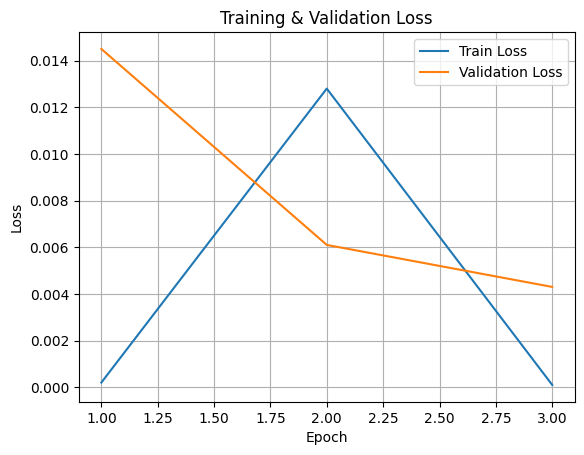 Training & Validation Loss
Train Loss
Validation Loss
0.014
0.012
0.010
0.008
0.006
0.004
0.002
0.000
Loss
1.00 1.25 1.50 1.75 2.00 2.25 2.50 2.75 3.00
Epoch